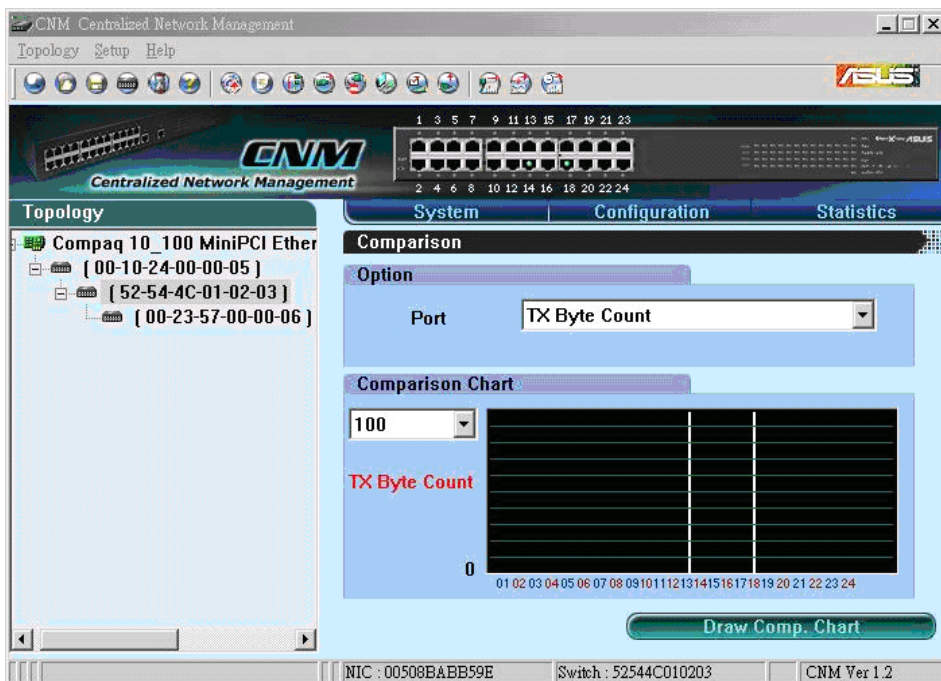 CNM Centralized Network Management
Topology Setup Help
ASUS
1 3 5 7 9 11 13 15 17 19 21 23
CNM
Centralized Network Management
2 4 6 8 10 12 14 16 18 20 22 24
Topology
System Configuration Statistics
Compaq 10_100 MiniPCI Ether
( 00-10-24-00-00-05 )
( 52-54-4C-01-02-03 )
( 00-23-57-00-00-06 )
Comparison
Option
Port TX Byte Count
Comparison Chart
100
TX Byte Count
0
01 02 03 04 05 06 07 08 09 10 11 12 13 14 15 16 17 18 19 20 21 22 23 24
Draw Comp. Chart
NIC : 00508BABB59E Switch : 52544C010203 CNM Ver 1.2